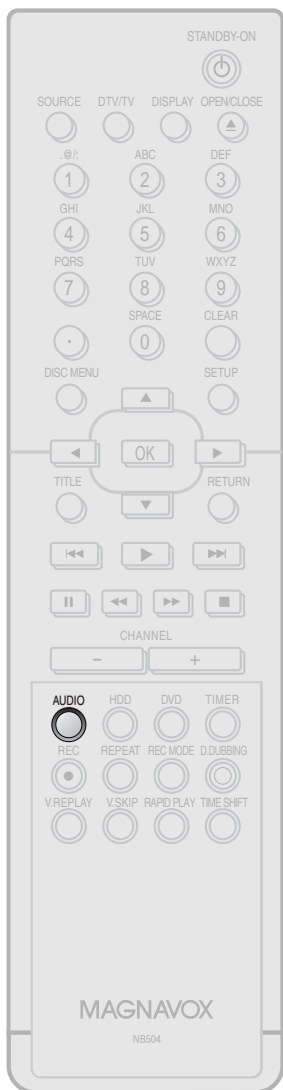 STANDBY-ON
SOURCE DTV/TV DISPLAY OPEN/CLOSE
.@/: ABC DEF
1 2 3
GHI JKL MNO
4 5 6
PQRS TUV WXYZ
7 8 9
SPACE CLEAR
. 0
DISC MENU SETUP
OK
TITLE RETURN
CHANNEL
− +
AUDIO HDD DVD TIMER
REC REPEAT REC MODE D.DUBBING
V.REPLAY V.SKIP RAPID PLAY TIME SHIFT
MAGNAVOX
NB504